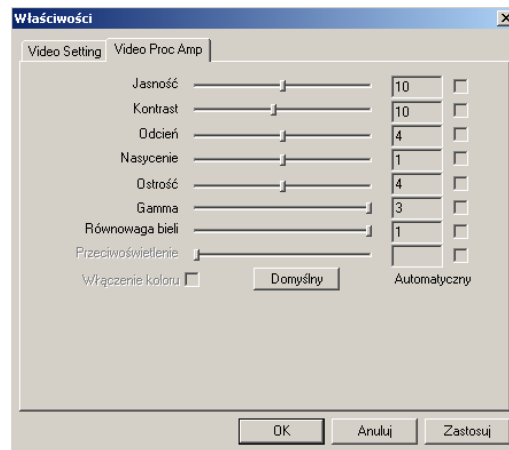 Właściwości
Video Setting Video Proc Amp
Jasność 10
Kontrast 10
Odcień 4
Nasycenie 1
Ostrość 4
Gamma 3
Równowaga bieli 1
Przeciwoświetlenie
Włączenie koloru Domyślny Automatyczny
OK Anuluj Zastosuj